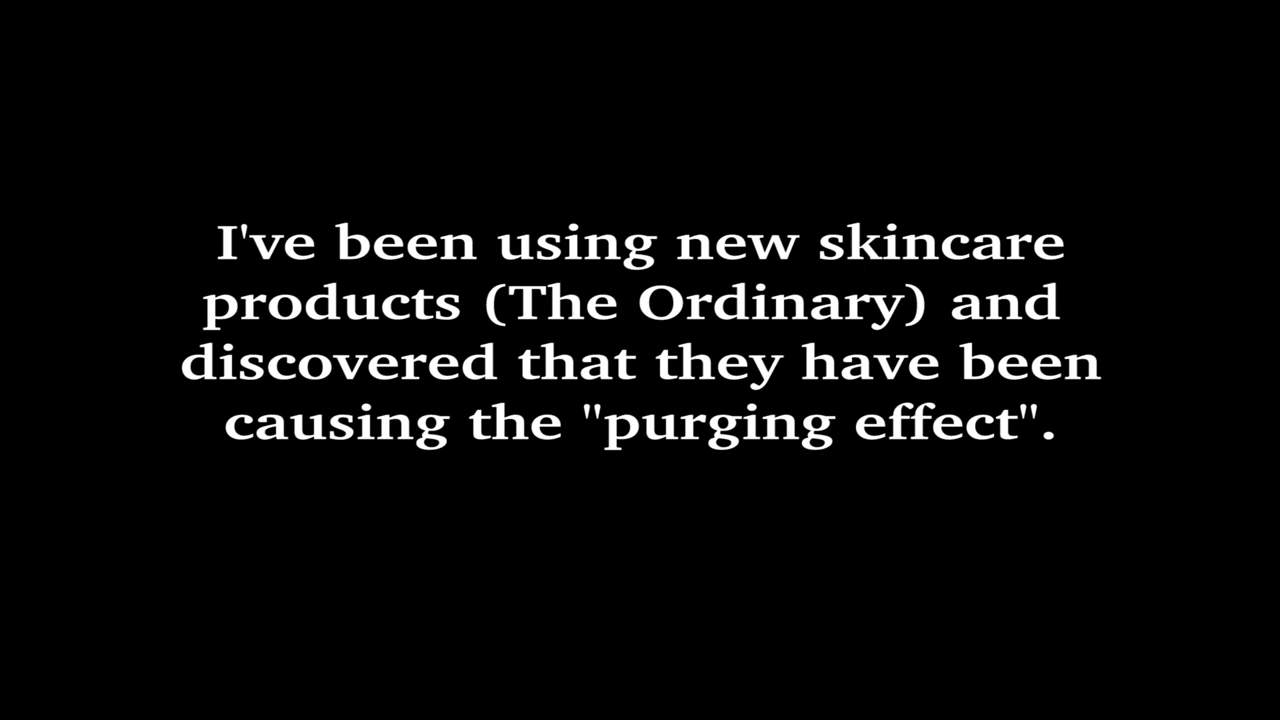 I've been using new skincare
products (The Ordinary) and
discovered that they have been
causing the "purging effect".